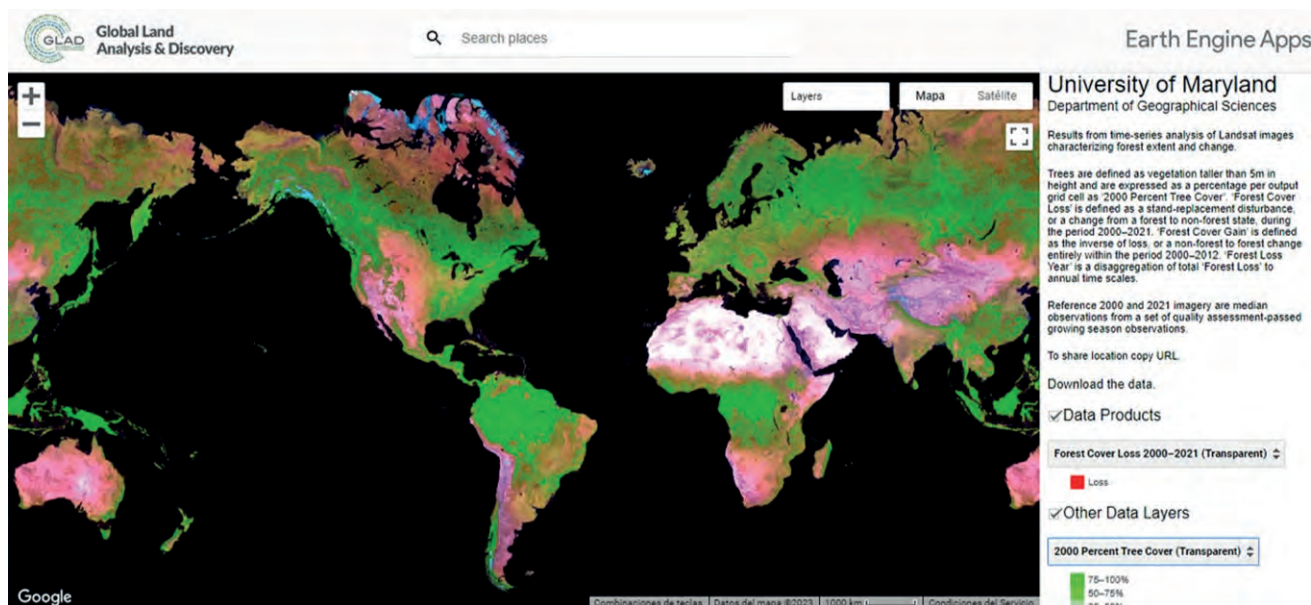 GLAD
Global Land
Analysis & Discovery
Search places
Earth Engine Apps
+
−
Layers
Mapa
Satélite
University of Maryland
Department of Geographical Sciences
Results from time-series analysis of Landsat images
characterizing forest extent and change.
Trees are defined as vegetation taller than 5m in
height and are expressed as a percentage per output
grid cell as '2000 Percent Tree Cover'. 'Forest Cover
Loss' is defined as a stand-replacement disturbance,
or a change from a forest to non-forest state, during
the period 2000–2021. 'Forest Cover Gain' is defined
as the inverse of loss, or a non-forest to forest change
entirely within the period 2000–2012. 'Forest Loss
Year' is a disaggregation of total 'Forest Loss' to
annual time scales.
Reference 2000 and 2021 imagery are median
observations from a set of quality assessment-passed
growing season observations.
To share location copy URL.
Download the data.
Data Products
Forest Cover Loss 2000–2021 (Transparent)
Loss
Other Data Layers
2000 Percent Tree Cover (Transparent)
75–100%
50–75%
Google
Combinaciones de teclas
Datos del mapa ©2023
1000 km
Condiciones del Servicio